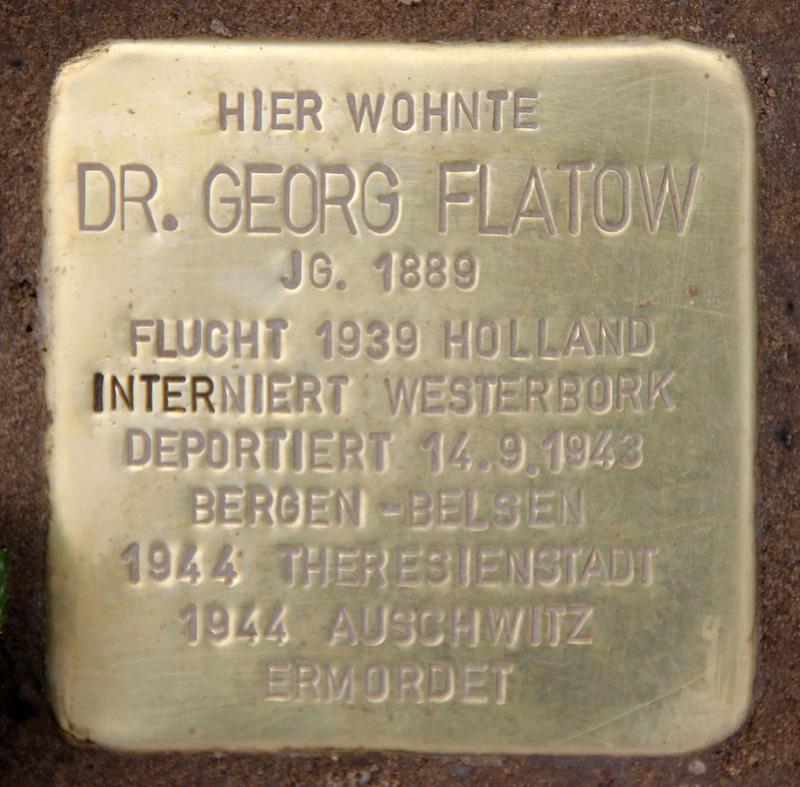 HIER WOHNTE
DR. GEORG FLATOW
JG. 1889
FLUCHT 1939 HOLLAND
INTERNIERT WESTERBORK
DEPORTIERT 14.9.1943
BERGEN-BELSEN
1944 THERESIENSTADT
1944 AUSCHWITZ
ERMORDET